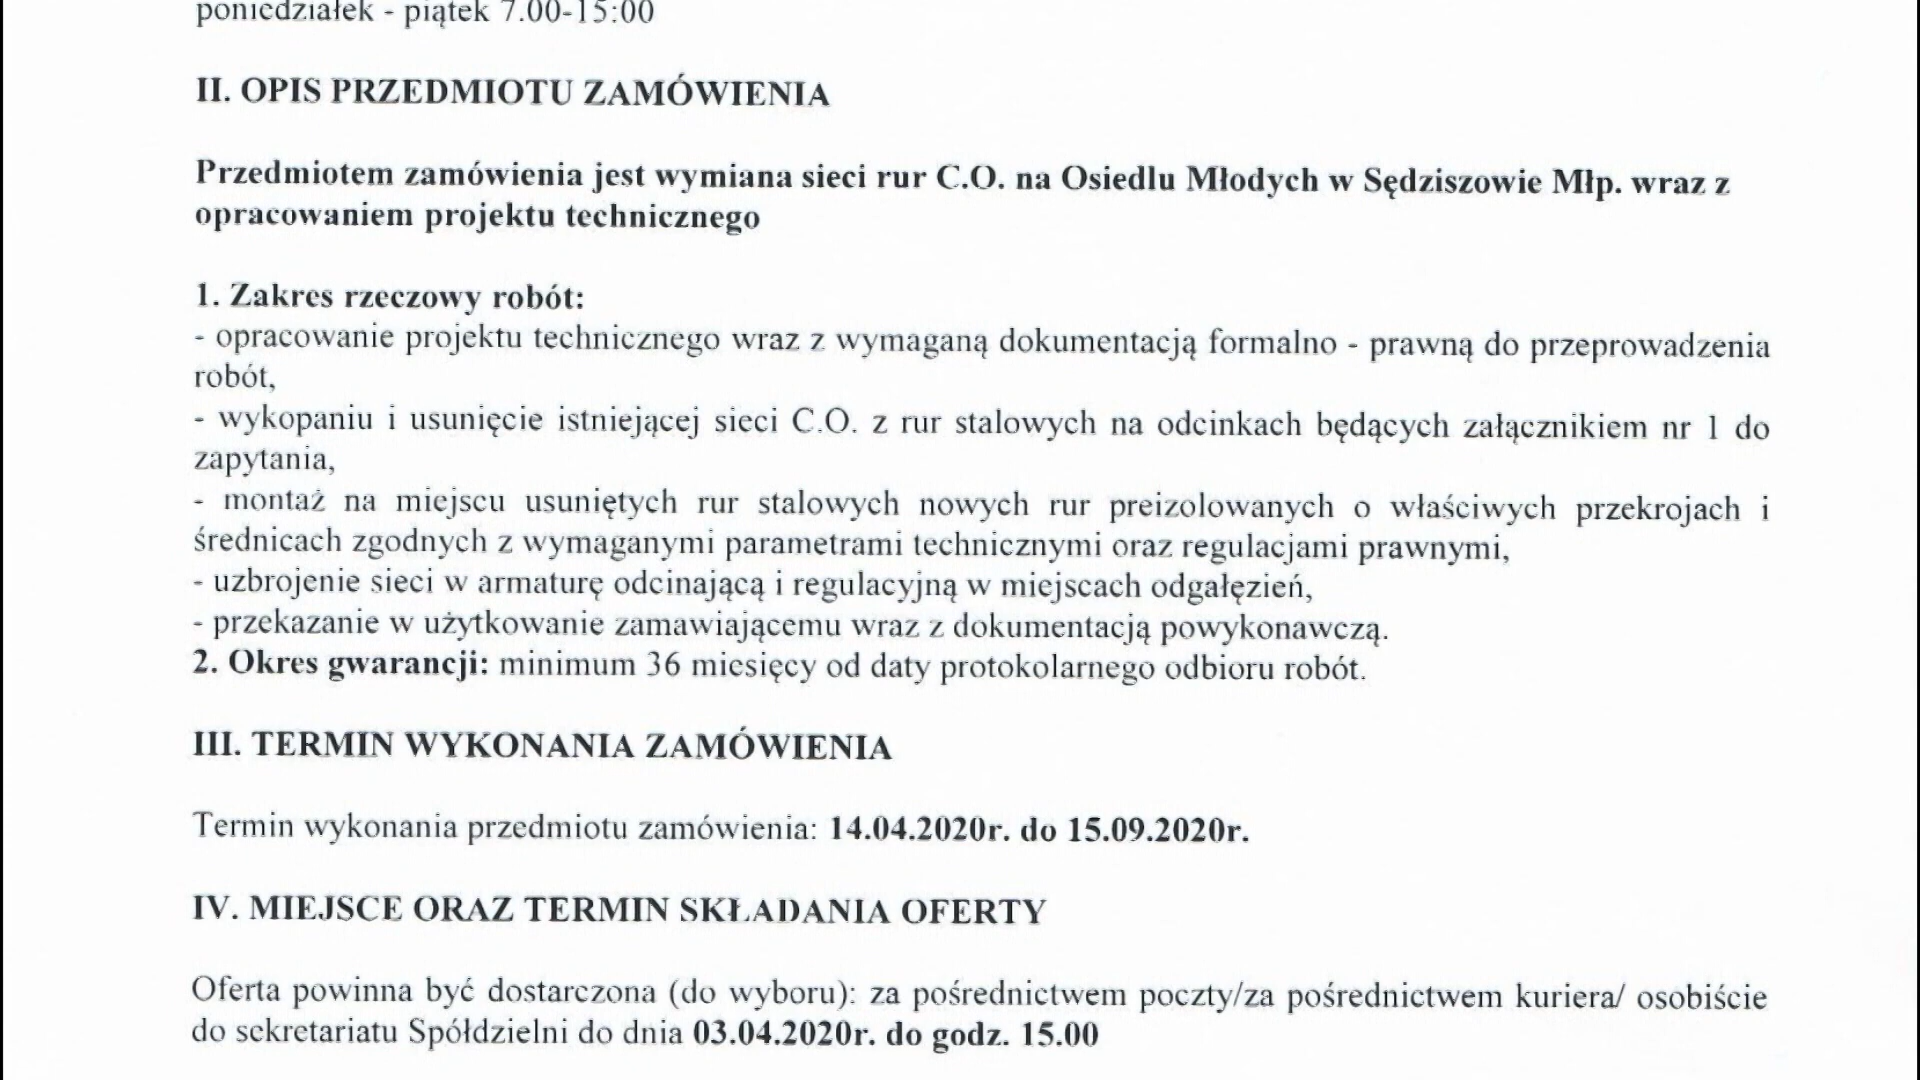 poniedziałek - piątek 7.00-15:00
II. OPIS PRZEDMIOTU ZAMÓWIENIA
Przedmiotem zamówienia jest wymiana sieci rur C.O. na Osiedlu Młodych w Sędziszowie Młp. wraz z
opracowaniem projektu technicznego
1. Zakres rzeczowy robót:
- opracowanie projektu technicznego wraz z wymaganą dokumentacją formalno - prawną do przeprowadzenia
robót,
- wykopaniu i usunięcie istniejącej sieci C.O. z rur stalowych na odcinkach będących załącznikiem nr 1 do
zapytania,
- montaż na miejscu usuniętych rur stalowych nowych rur preizolowanych o właściwych przekrojach i
średnicach zgodnych z wymaganymi parametrami technicznymi oraz regulacjami prawnymi,
- uzbrojenie sieci w armaturę odcinającą i regulacyjną w miejscach odgałęzień,
- przekazanie w użytkowanie zamawiającemu wraz z dokumentacją powykonawczą.
2. Okres gwarancji: minimum 36 miesięcy od daty protokolarnego odbioru robót.
III. TERMIN WYKONANIA ZAMÓWIENIA
Termin wykonania przedmiotu zamówienia: 14.04.2020r. do 15.09.2020r.
IV. MIEJSCE ORAZ TERMIN SKŁADANIA OFERTY
Oferta powinna być dostarczona (do wyboru): za pośrednictwem poczty/za pośrednictwem kuriera/ osobiście
do sekretariatu Spółdzielni do dnia 03.04.2020r. do godz. 15.00